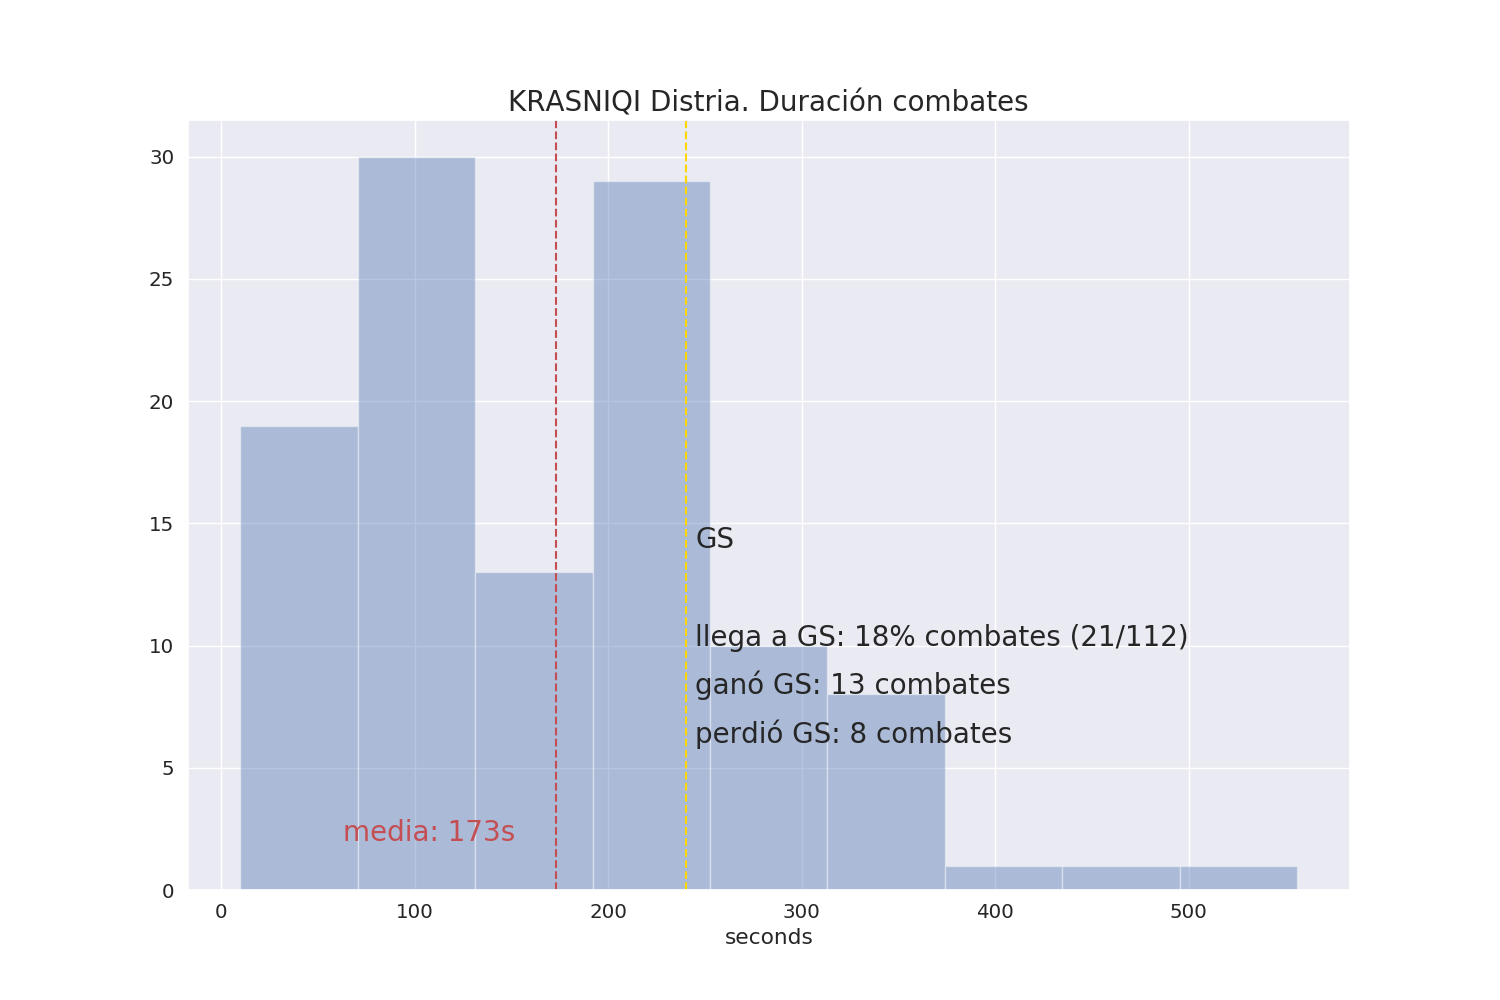 KRASNIQI Distria. Duración combates
30
25
20
15
10
5
0
GS
llega a GS: 18% combates (21/112)
ganó GS: 13 combates
perdió GS: 8 combates
media: 173s
0 100 200 300 400 500
seconds